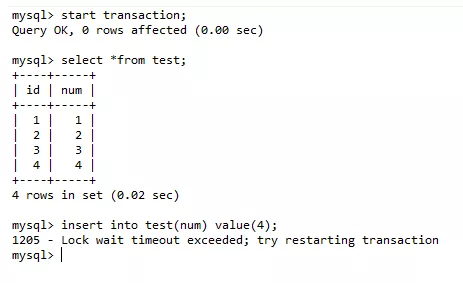 mysql> start transaction;
Query OK, 0 rows affected (0.00 sec)
mysql> select *from test;
+----+-----+
| id | num |
+----+-----+
|  1 |   1 |
|  2 |   2 |
|  3 |   3 |
|  4 |   4 |
+----+-----+
4 rows in set (0.02 sec)
mysql> insert into test(num) value(4);
1205 - Lock wait timeout exceeded; try restarting transaction
mysql>